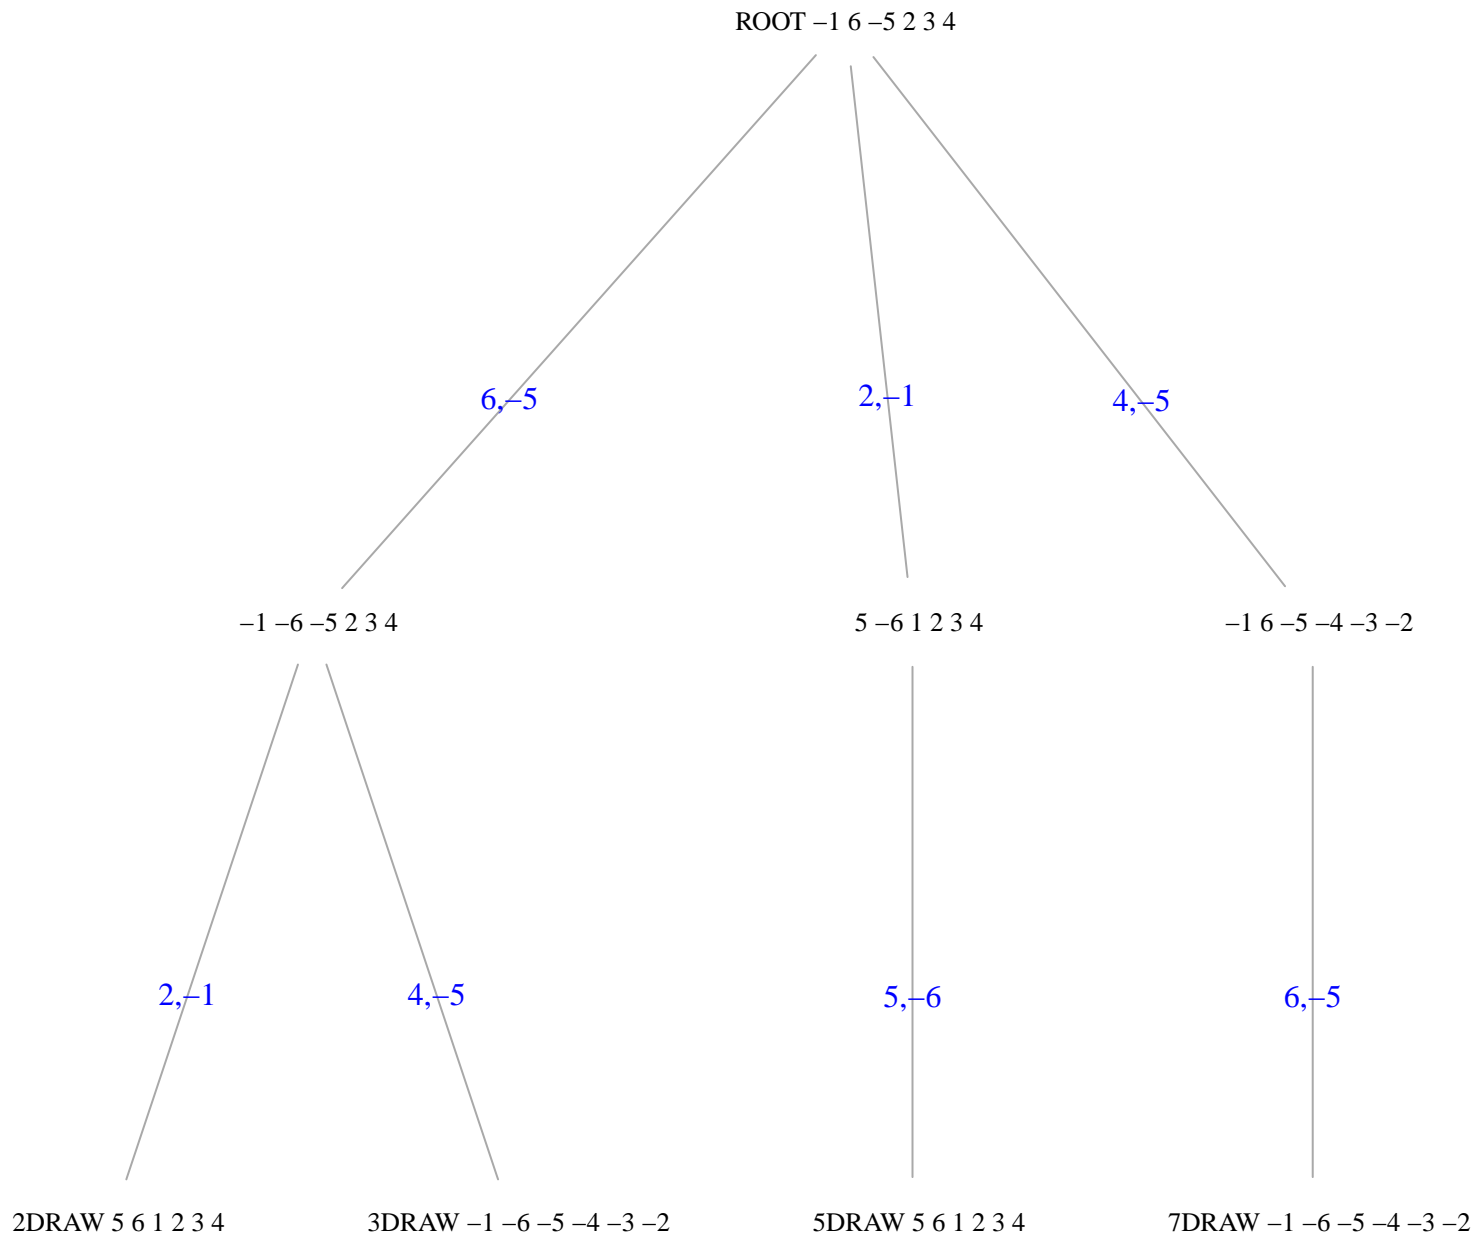 ROOT –1 6 –5 2 3 4
6,–5
2,–1
4,–5
–1 –6 –5 2 3 4
5 –6 1 2 3 4
–1 6 –5 –4 –3 –2
2,–1
4,–5
5,–6
6,–5
2DRAW 5 6 1 2 3 4
3DRAW –1 –6 –5 –4 –3 –2
5DRAW 5 6 1 2 3 4
7DRAW –1 –6 –5 –4 –3 –2